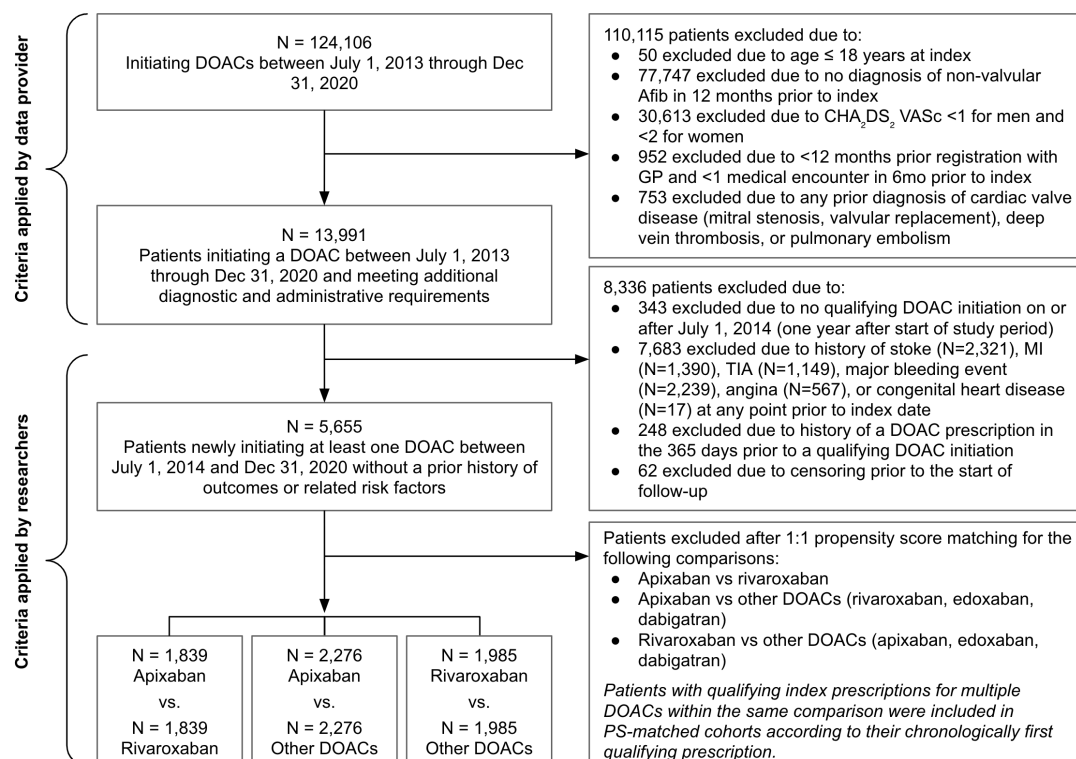 Criteria applied by data provider
N = 124,106
Initiating DOACs between July 1, 2013 through Dec
31, 2020
110,115 patients excluded due to:
● 50 excluded due to age ≤ 18 years at index
● 77,747 excluded due to no diagnosis of non-valvular
Afib in 12 months prior to index
● 30,613 excluded due to CHA₂DS₂ VASc <1 for men and
<2 for women
● 952 excluded due to <12 months prior registration with
GP and <1 medical encounter in 6mo prior to index
● 753 excluded due to any prior diagnosis of cardiac valve
disease (mitral stenosis, valvular replacement), deep
vein thrombosis, or pulmonary embolism
N = 13,991
Patients initiating a DOAC between July 1, 2013
through Dec 31, 2020 and meeting additional
diagnostic and administrative requirements
8,336 patients excluded due to:
● 343 excluded due to no qualifying DOAC initiation on or
after July 1, 2014 (one year after start of study period)
● 7,683 excluded due to history of stoke (N=2,321), MI
(N=1,390), TIA (N=1,149), major bleeding event
(N=2,239), angina (N=567), or congenital heart disease
(N=17) at any point prior to index date
● 248 excluded due to history of a DOAC prescription in
the 365 days prior to a qualifying DOAC initiation
● 62 excluded due to censoring prior to the start of
follow-up
Criteria applied by researchers
N = 5,655
Patients newly initiating at least one DOAC between
July 1, 2014 and Dec 31, 2020 without a prior history of
outcomes or related risk factors
Patients excluded after 1:1 propensity score matching for the
following comparisons:
● Apixaban vs rivaroxaban
● Apixaban vs other DOACs (rivaroxaban, edoxaban,
dabigatran)
● Rivaroxaban vs other DOACs (apixaban, edoxaban,
dabigatran)
Patients with qualifying index prescriptions for multiple
DOACs within the same comparison were included in
PS-matched cohorts according to their chronologically first
qualifying prescription.
N = 1,839
Apixaban
vs.
N = 1,839
Rivaroxaban
N = 2,276
Apixaban
vs.
N = 2,276
Other DOACs
N = 1,985
Rivaroxaban
vs.
N = 1,985
Other DOACs